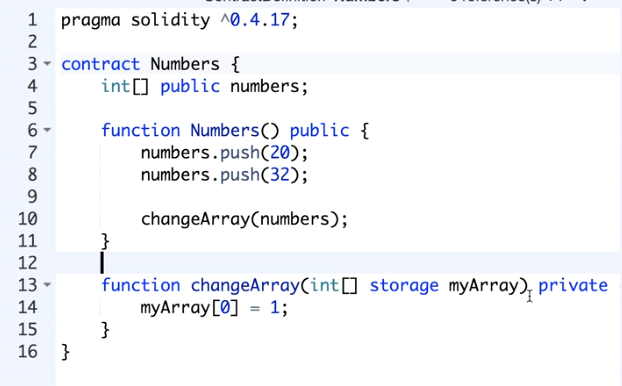 1 pragma solidity ^0.4.17;
2
3 contract Numbers {
4     int[] public numbers;
5
6     function Numbers() public {
7         numbers.push(20);
8         numbers.push(32);
9
10         changeArray(numbers);
11     }
12
13     function changeArray(int[] storage myArray) private
14         myArray[0] = 1;
15     }
16 }